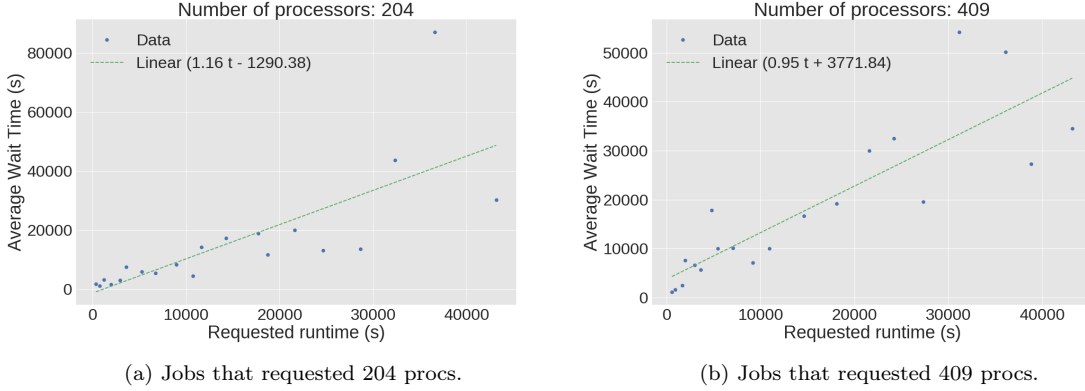 Number of processors: 204
Data
Linear (1.16 t - 1290.38)
Average Wait Time (s)
80000
60000
40000
20000
0
0 10000 20000 30000 40000
Requested runtime (s)
(a) Jobs that requested 204 procs.
Number of processors: 409
Data
Linear (0.95 t + 3771.84)
Average Wait Time (s)
50000
40000
30000
20000
10000
0
0 10000 20000 30000 40000
Requested runtime (s)
(b) Jobs that requested 409 procs.